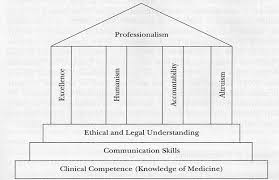 Professionalism
Excellence
Humanism
Accountability
Altruism
Ethical and Legal Understanding
Communication Skills
Clinical Competence (Knowledge of Medicine)